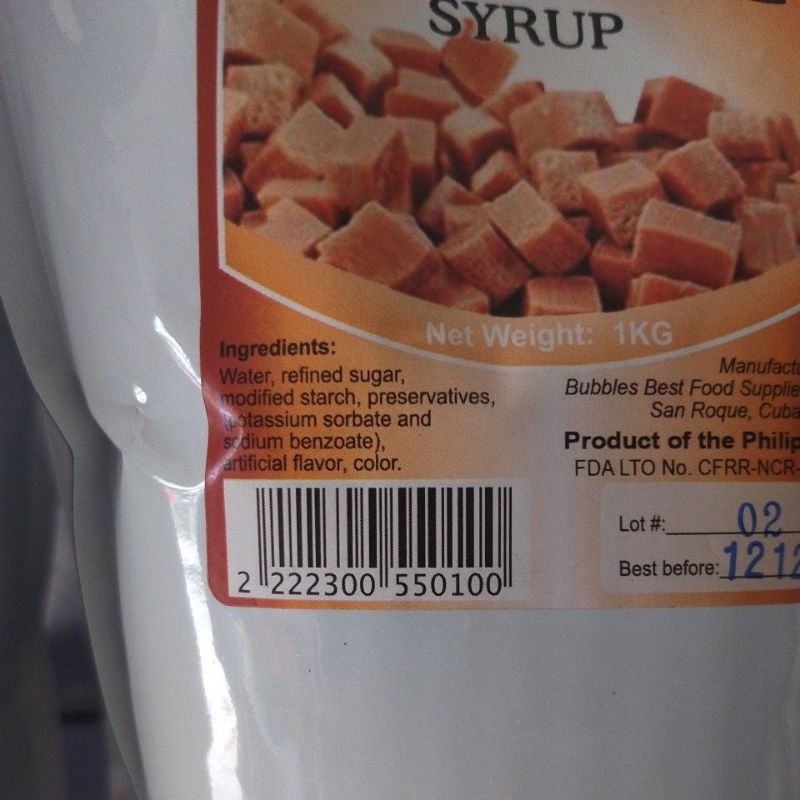 SYRUP
Net Weight: 1KG
Ingredients:
Water, refined sugar,
modified starch, preservatives,
(potassium sorbate and
sodium benzoate),
artificial flavor, color.
Manufactu
Bubbles Best Food Supplie
San Roque, Cuba
Product of the Philip
FDA LTO No. CFRR-NCR-
Lot #: 02
Best before: 1212
2 222300 550100